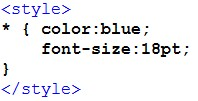 <style>
* { color:blue;
    font-size:18pt;
}
</style>